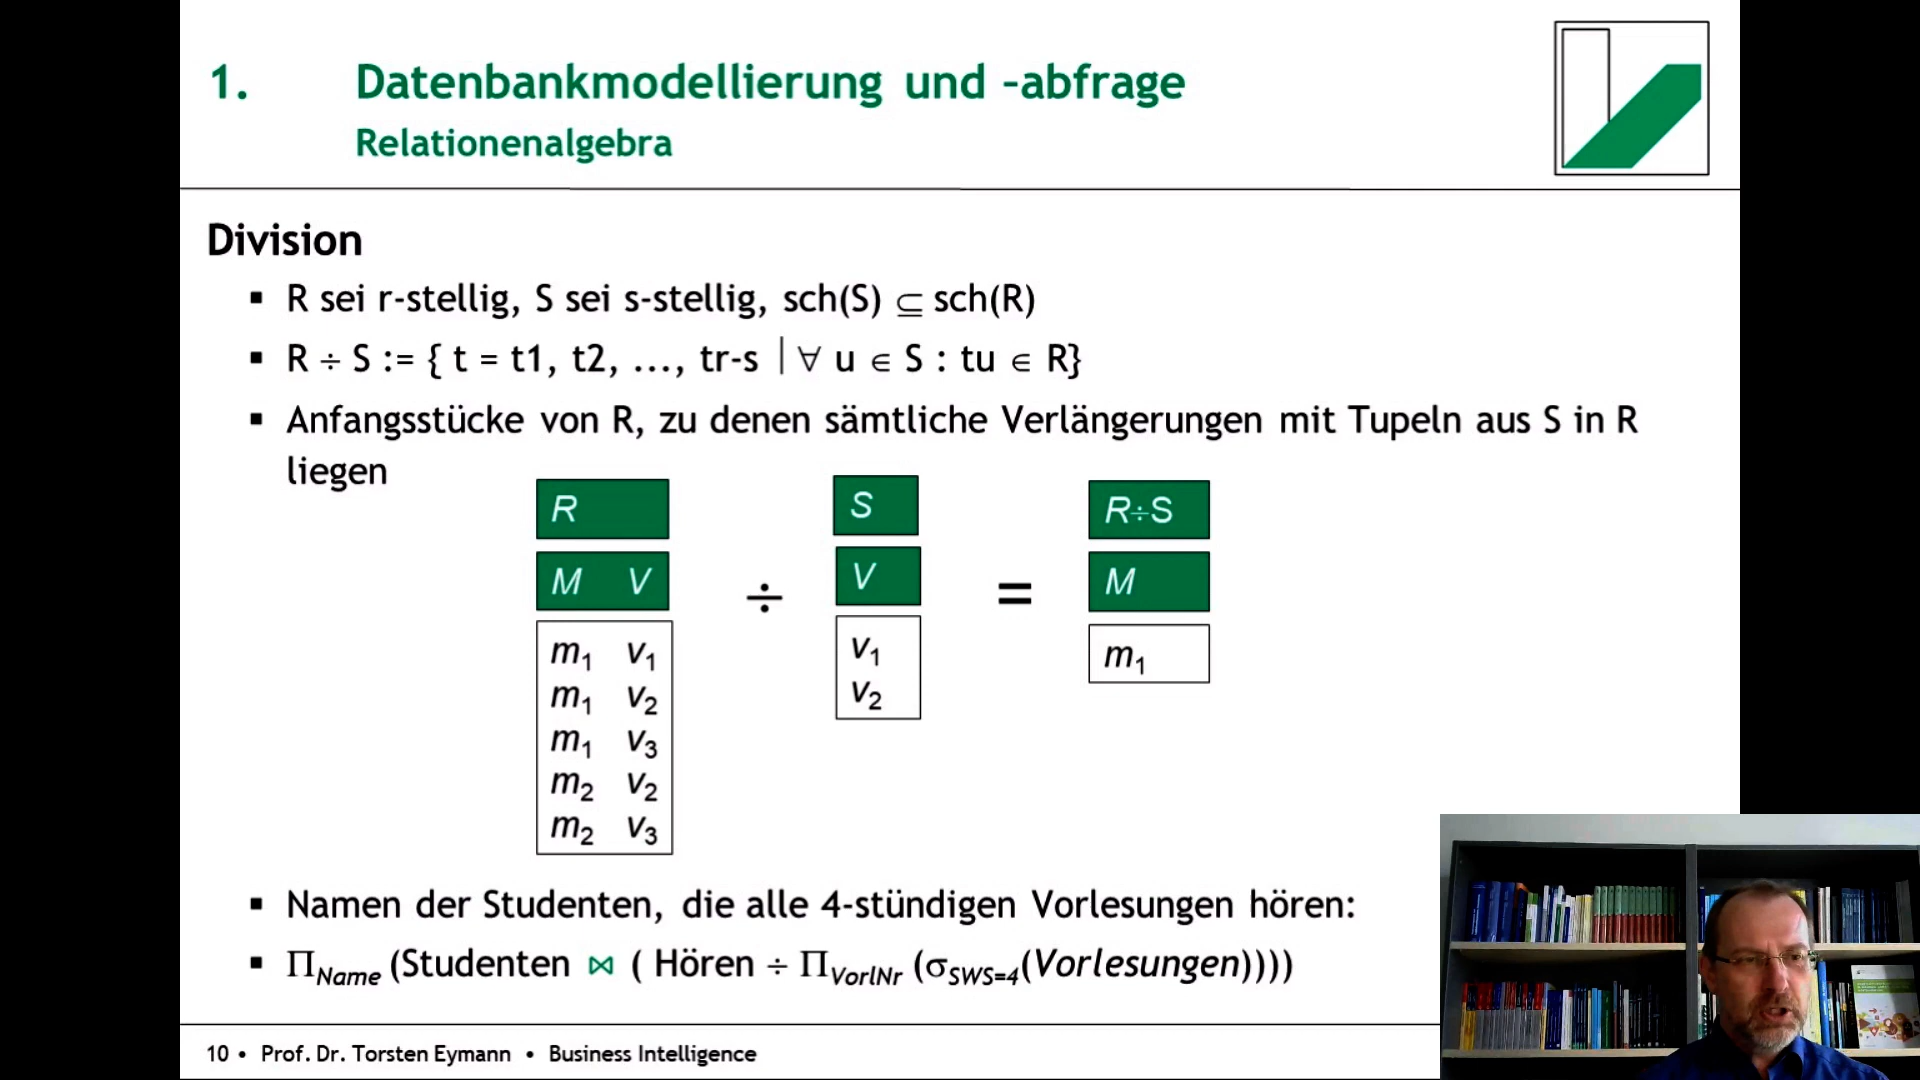 1. Datenbankmodellierung und –abfrage
Relationenalgebra
Division
▪ R sei r-stellig, S sei s-stellig, sch(S) ⊆ sch(R)
▪ R ÷ S := { t = t1, t2, ..., tr-s | ∀ u ∈ S : tu ∈ R}
▪ Anfangsstücke von R, zu denen sämtliche Verlängerungen mit Tupeln aus S in R
liegen
R S R÷S
M V ÷ V = M
m₁ v₁ v₁ m₁
m₁ v₂ v₂
m₁ v₃
m₂ v₂
m₂ v₃
▪ Namen der Studenten, die alle 4-stündigen Vorlesungen hören:
▪ Π_Name (Studenten ⋈ ( Hören ÷ Π_VorlNr (σ_SWS=4(Vorlesungen))))
10 • Prof. Dr. Torsten Eymann • Business Intelligence